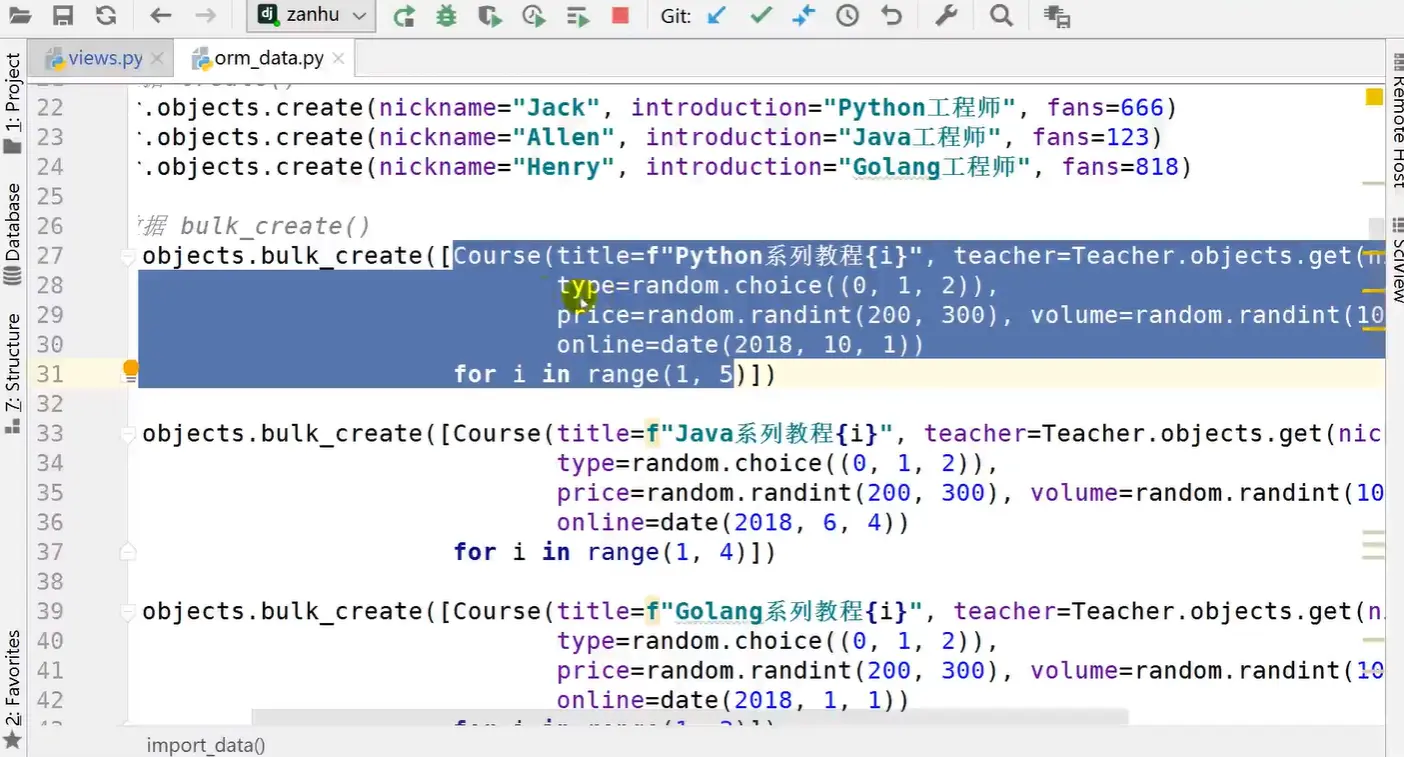 zanhu
Git:
views.py
orm_data.py
1: Project
Database
7: Structure
2: Favorites
Remote Host
SciView
22 .objects.create(nickname="Jack", introduction="Python工程师", fans=666)
23 .objects.create(nickname="Allen", introduction="Java工程师", fans=123)
24 .objects.create(nickname="Henry", introduction="Golang工程师", fans=818)
25
26 据 bulk_create()
27 objects.bulk_create([Course(title=f"Python系列教程{i}", teacher=Teacher.objects.get(n
28 type=random.choice((0, 1, 2)),
29 price=random.randint(200, 300), volume=random.randint(10
30 online=date(2018, 10, 1))
31 for i in range(1, 5)])
32
33 objects.bulk_create([Course(title=f"Java系列教程{i}", teacher=Teacher.objects.get(nic
34 type=random.choice((0, 1, 2)),
35 price=random.randint(200, 300), volume=random.randint(10
36 online=date(2018, 6, 4))
37 for i in range(1, 4)])
38
39 objects.bulk_create([Course(title=f"Golang系列教程{i}", teacher=Teacher.objects.get(n
40 type=random.choice((0, 1, 2)),
41 price=random.randint(200, 300), volume=random.randint(10
42 online=date(2018, 1, 1))
import_data()